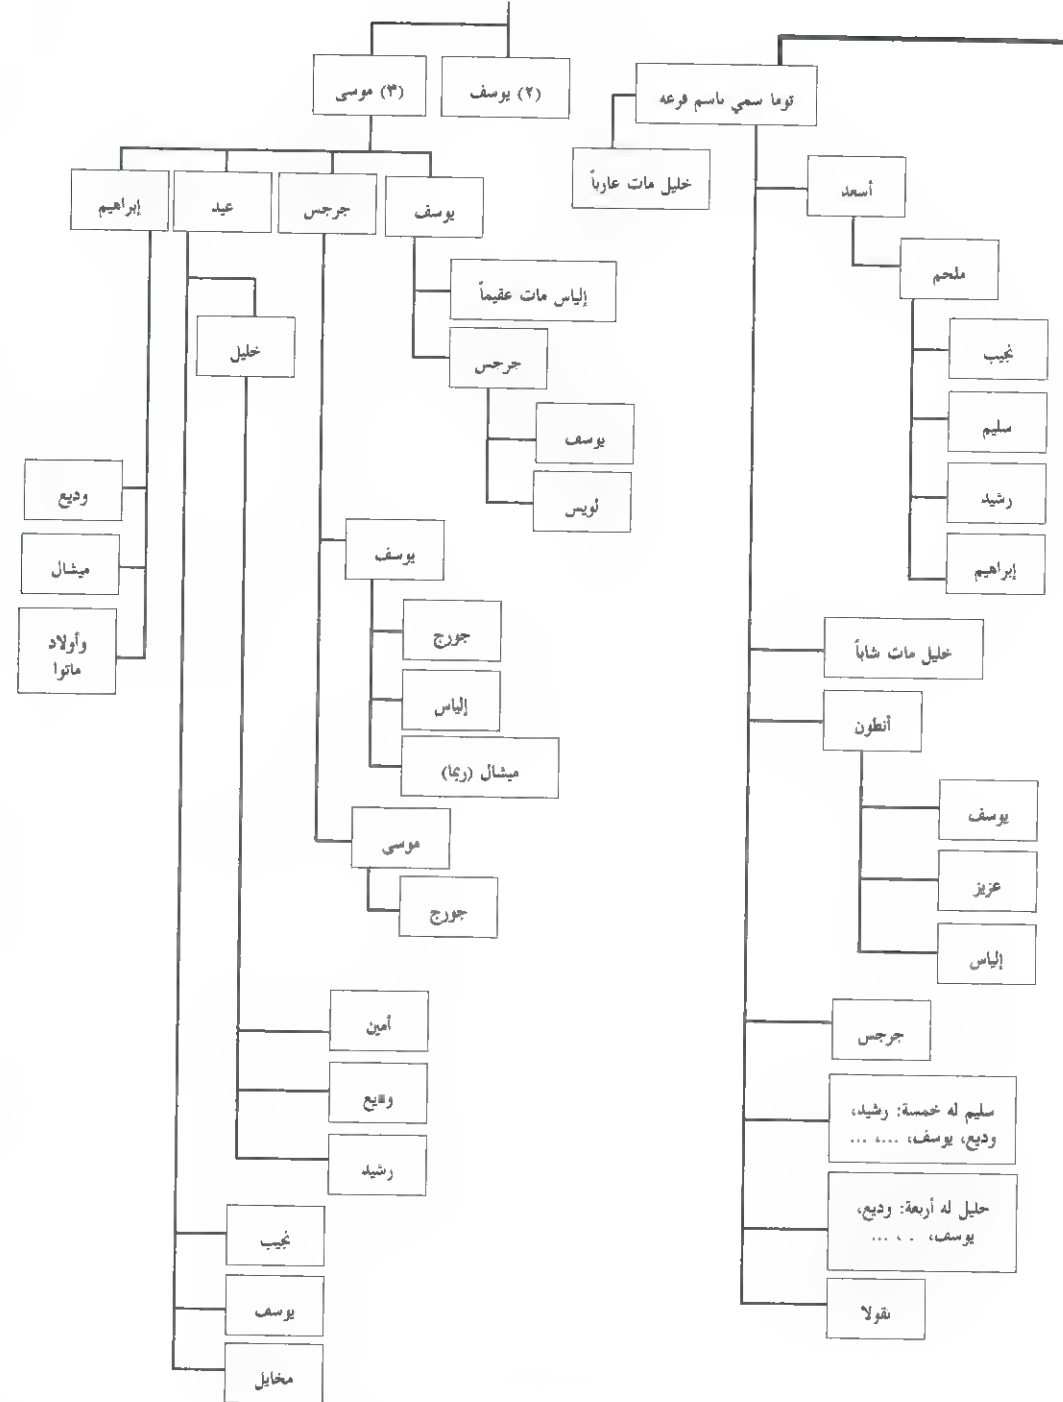 توما سمي باسم فرعه
خليل مات عازباً
أسعد
ملحم
نجيب
سليم
رشيد
إبراهيم
خليل مات شاباً
أنطون
يوسف
عزيز
إلياس
جرجس
سليم له خمسة: رشيد،
وديع، يوسف، ...، ...
خليل له أربعة: وديع،
يوسف، ...
نقولا
(٢) يوسف
(٣) موسى
يوسف
إلياس مات عقيماً
جرجس
يوسف
لويس
جرجس
يوسف
جورج
إلياس
ميشال (ربما)
موسى
جورج
عيد
خليل
أمين
وديع
رشيد
نجيب
يوسف
مخايل
إبراهيم
وديع
ميشال
وأولاد
ماتوا